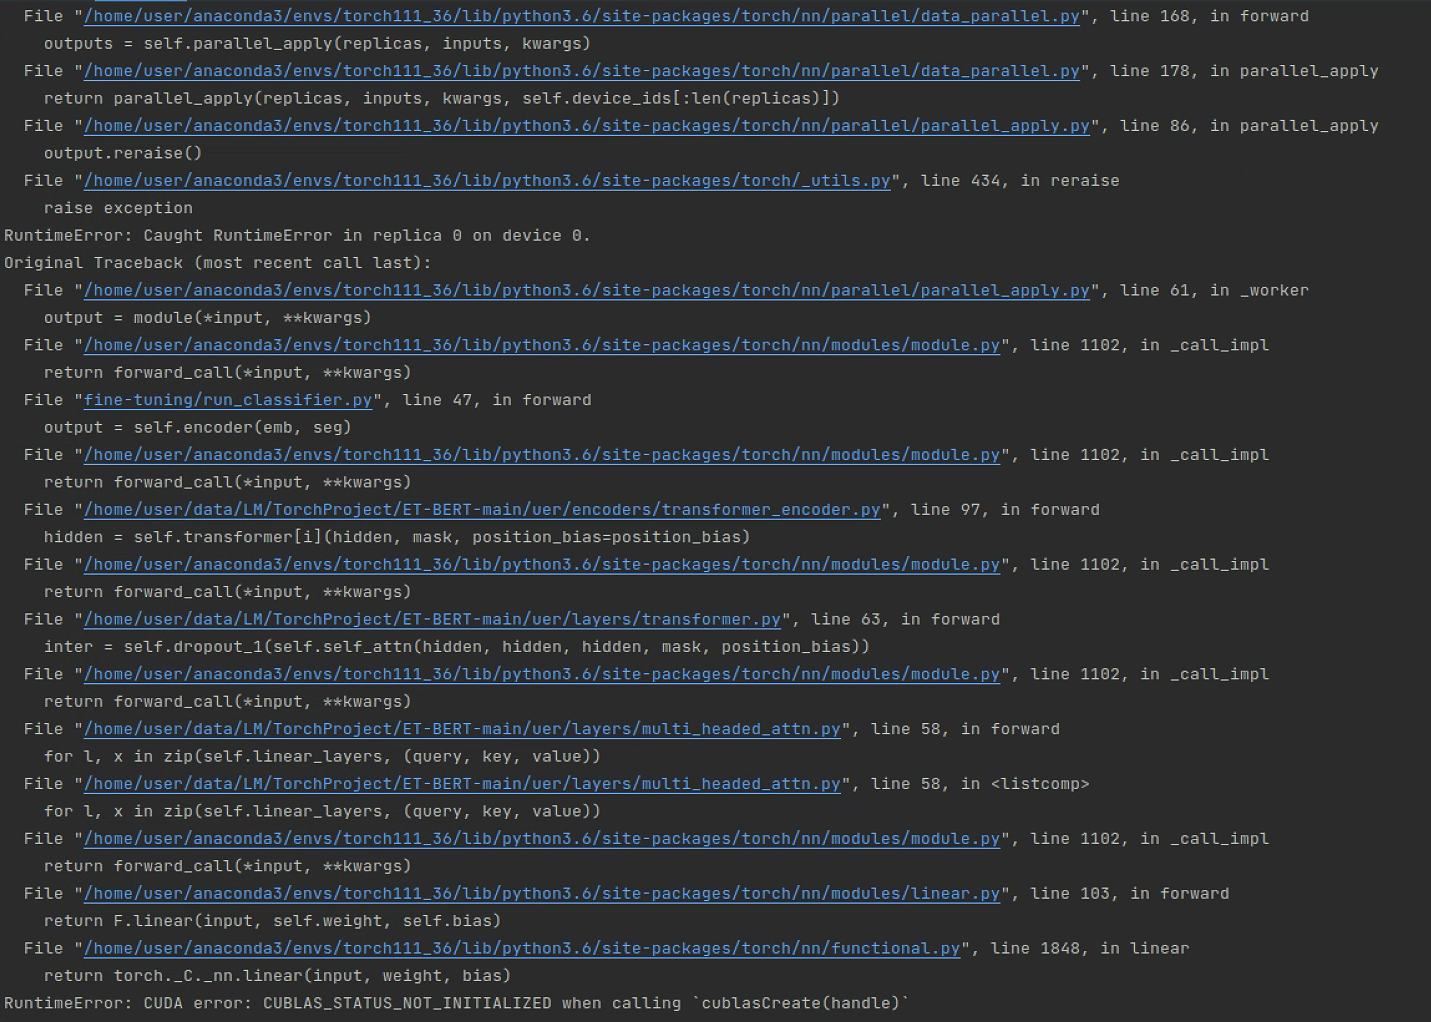 File "/home/user/anaconda3/envs/torch111_36/lib/python3.6/site-packages/torch/nn/parallel/data_parallel.py", line 168, in forward
outputs = self.parallel_apply(replicas, inputs, kwargs)
File "/home/user/anaconda3/envs/torch111_36/lib/python3.6/site-packages/torch/nn/parallel/data_parallel.py", line 178, in parallel_apply
return parallel_apply(replicas, inputs, kwargs, self.device_ids[:len(replicas)])
File "/home/user/anaconda3/envs/torch111_36/lib/python3.6/site-packages/torch/nn/parallel/parallel_apply.py", line 86, in parallel_apply
output.reraise()
File "/home/user/anaconda3/envs/torch111_36/lib/python3.6/site-packages/torch/_utils.py", line 434, in reraise
raise exception
RuntimeError: Caught RuntimeError in replica 0 on device 0.
Original Traceback (most recent call last):
File "/home/user/anaconda3/envs/torch111_36/lib/python3.6/site-packages/torch/nn/parallel/parallel_apply.py", line 61, in _worker
output = module(*input, **kwargs)
File "/home/user/anaconda3/envs/torch111_36/lib/python3.6/site-packages/torch/nn/modules/module.py", line 1102, in _call_impl
return forward_call(*input, **kwargs)
File "fine-tuning/run_classifier.py", line 47, in forward
output = self.encoder(emb, seg)
File "/home/user/anaconda3/envs/torch111_36/lib/python3.6/site-packages/torch/nn/modules/module.py", line 1102, in _call_impl
return forward_call(*input, **kwargs)
File "/home/user/data/LM/TorchProject/ET-BERT-main/uer/encoders/transformer_encoder.py", line 97, in forward
hidden = self.transformer[i](hidden, mask, position_bias=position_bias)
File "/home/user/anaconda3/envs/torch111_36/lib/python3.6/site-packages/torch/nn/modules/module.py", line 1102, in _call_impl
return forward_call(*input, **kwargs)
File "/home/user/data/LM/TorchProject/ET-BERT-main/uer/layers/transformer.py", line 63, in forward
inter = self.dropout_1(self.self_attn(hidden, hidden, hidden, mask, position_bias))
File "/home/user/anaconda3/envs/torch111_36/lib/python3.6/site-packages/torch/nn/modules/module.py", line 1102, in _call_impl
return forward_call(*input, **kwargs)
File "/home/user/data/LM/TorchProject/ET-BERT-main/uer/layers/multi_headed_attn.py", line 58, in forward
for l, x in zip(self.linear_layers, (query, key, value))
File "/home/user/data/LM/TorchProject/ET-BERT-main/uer/layers/multi_headed_attn.py", line 58, in <listcomp>
for l, x in zip(self.linear_layers, (query, key, value))
File "/home/user/anaconda3/envs/torch111_36/lib/python3.6/site-packages/torch/nn/modules/module.py", line 1102, in _call_impl
return forward_call(*input, **kwargs)
File "/home/user/anaconda3/envs/torch111_36/lib/python3.6/site-packages/torch/nn/modules/linear.py", line 103, in forward
return F.linear(input, self.weight, self.bias)
File "/home/user/anaconda3/envs/torch111_36/lib/python3.6/site-packages/torch/nn/functional.py", line 1848, in linear
return torch._C._nn.linear(input, weight, bias)
RuntimeError: CUDA error: CUBLAS_STATUS_NOT_INITIALIZED when calling `cublasCreate(handle)`